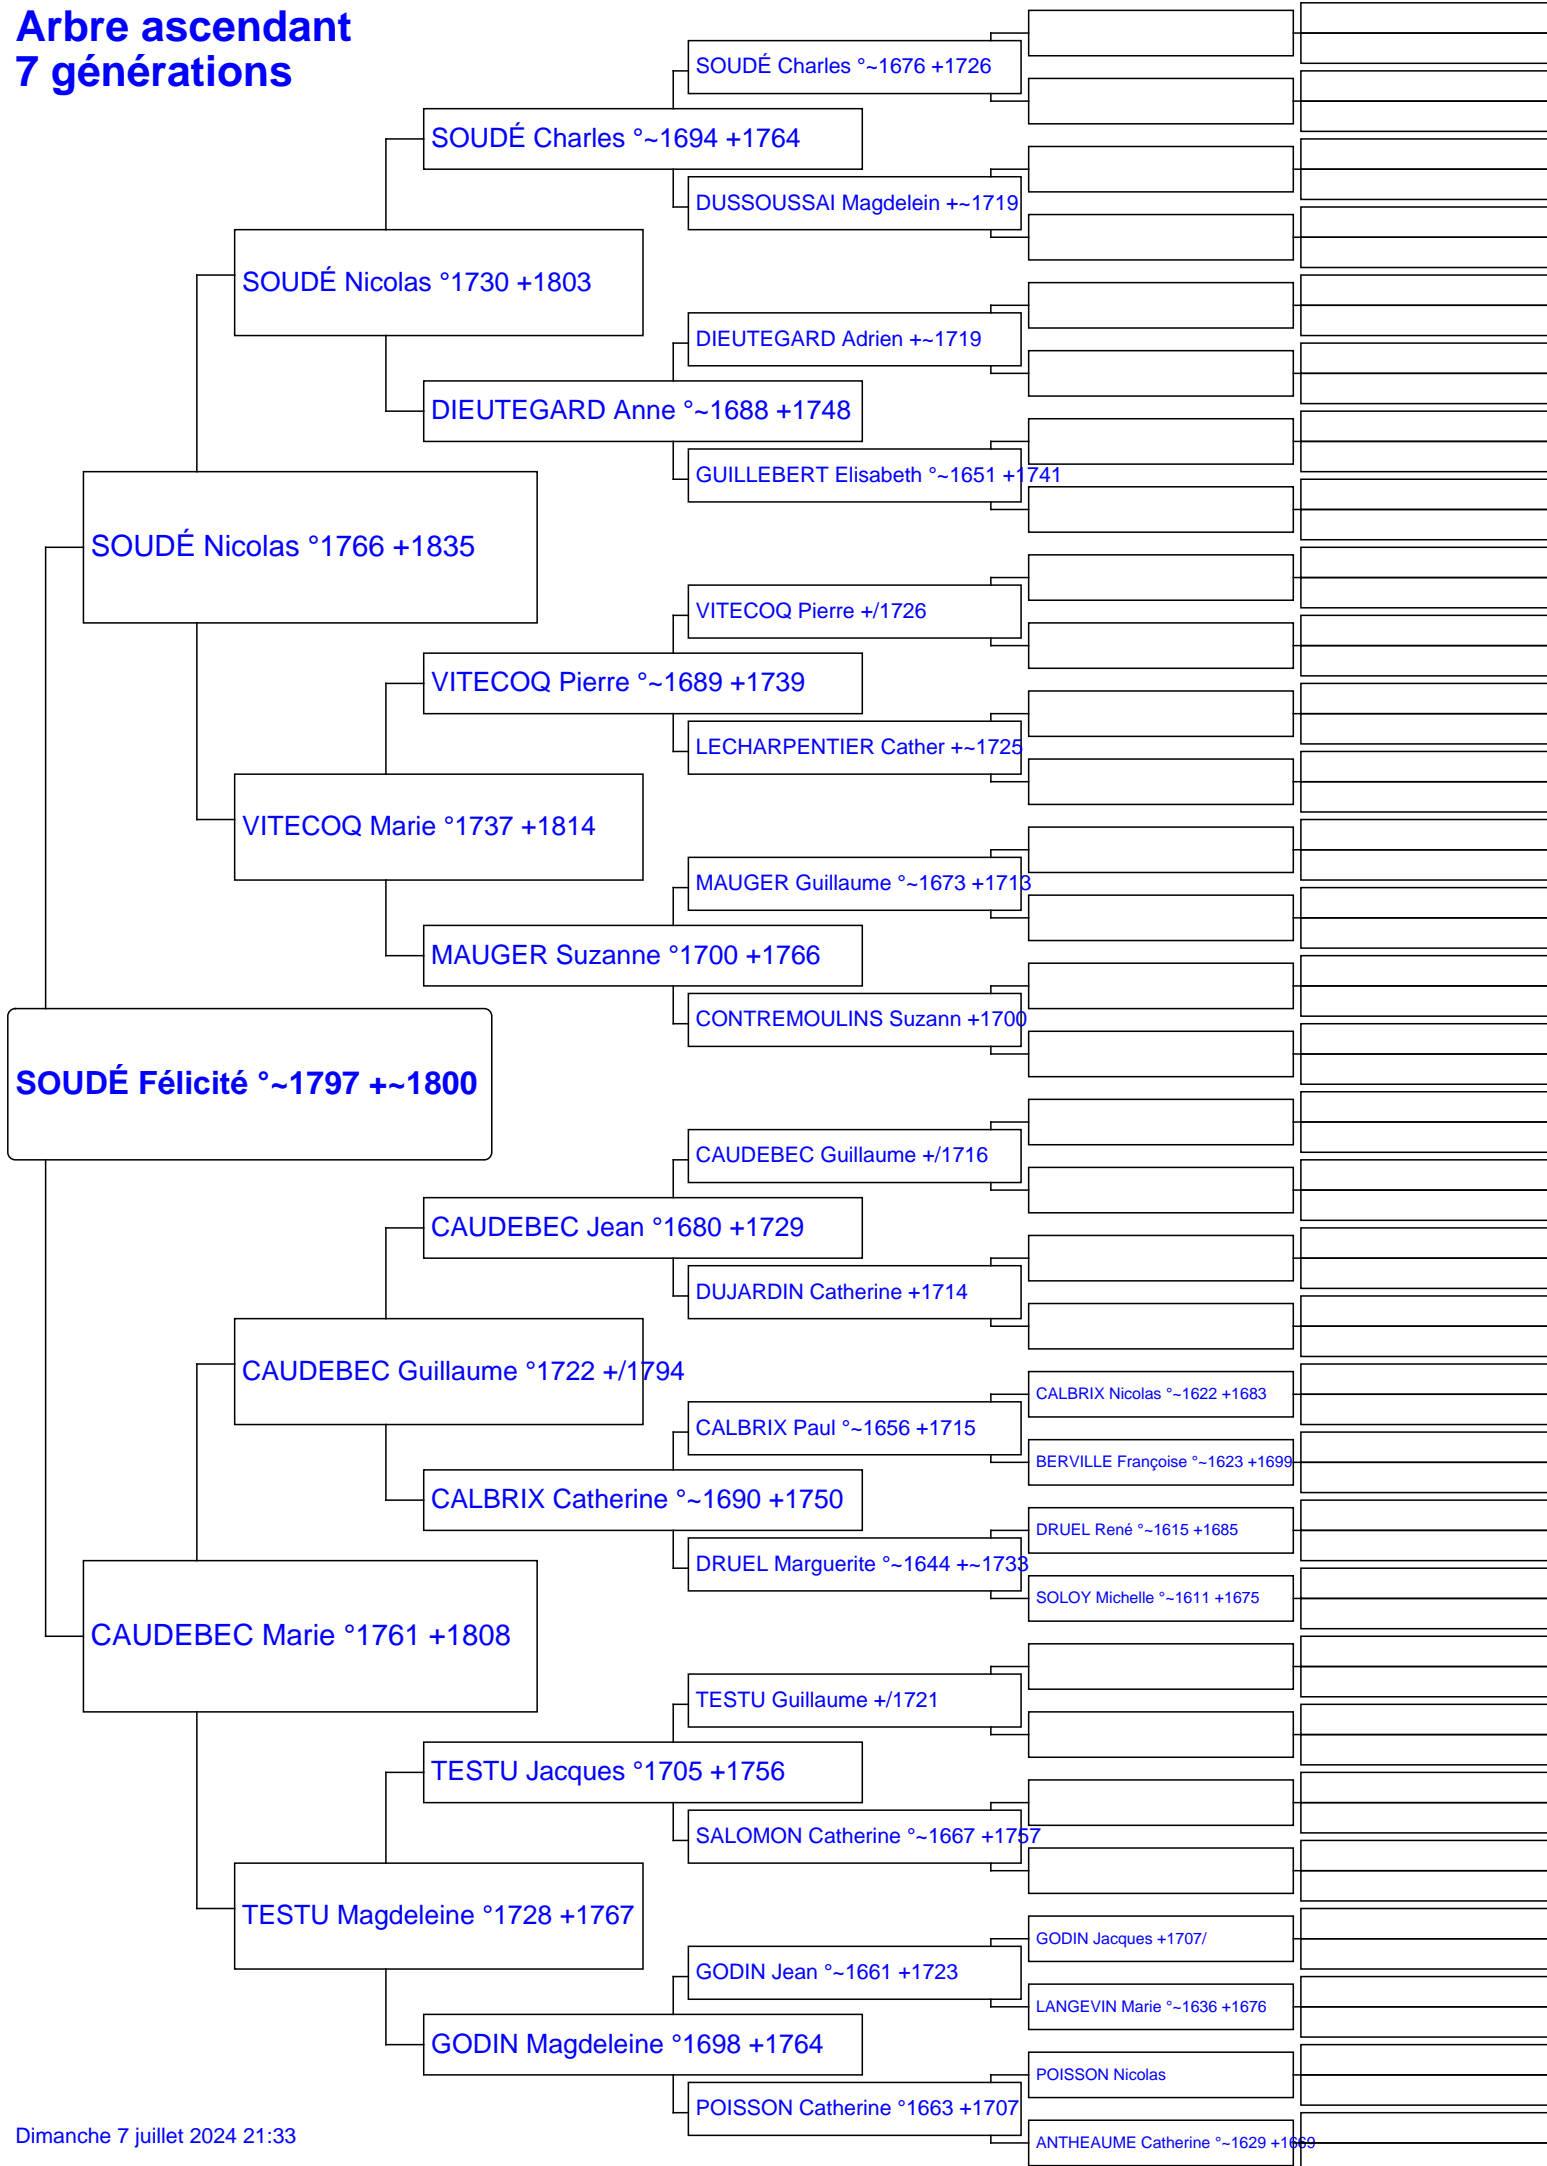 Arbre ascendant
7 générations
SOUDÉ Charles °~1676 +1726
SOUDÉ Charles °~1694 +1764
DUSSOUSSAI Magdelein +~1719
SOUDÉ Nicolas °1730 +1803
DIEUTEGARD Adrien +~1719
DIEUTEGARD Anne °~1688 +1748
GUILLEBERT Elisabeth °~1651 +1741
SOUDÉ Nicolas °1766 +1835
VITECOQ Pierre +/1726
VITECOQ Pierre °~1689 +1739
LECHARPENTIER Cather +~1725
VITECOQ Marie °1737 +1814
MAUGER Guillaume °~1673 +1713
MAUGER Suzanne °1700 +1766
CONTREMOULINS Suzann +1700
SOUDÉ Félicité °~1797 +~1800
CAUDEBEC Guillaume +/1716
CAUDEBEC Jean °1680 +1729
DUJARDIN Catherine +1714
CAUDEBEC Guillaume °1722 +/1794
CALBRIX Nicolas °~1622 +1683
CALBRIX Paul °~1656 +1715
BERVILLE Françoise °~1623 +1699
CALBRIX Catherine °~1690 +1750
DRUEL René °~1615 +1685
DRUEL Marguerite °~1644 +~1733
SOLOY Michelle °~1611 +1675
CAUDEBEC Marie °1761 +1808
TESTU Guillaume +/1721
TESTU Jacques °1705 +1756
SALOMON Catherine °~1667 +1757
TESTU Magdeleine °1728 +1767
GODIN Jacques +1707/
GODIN Jean °~1661 +1723
LANGEVIN Marie °~1636 +1676
GODIN Magdeleine °1698 +1764
POISSON Nicolas
POISSON Catherine °1663 +1707
ANTHEAUME Catherine °~1629 +1669
Dimanche 7 juillet 2024 21:33